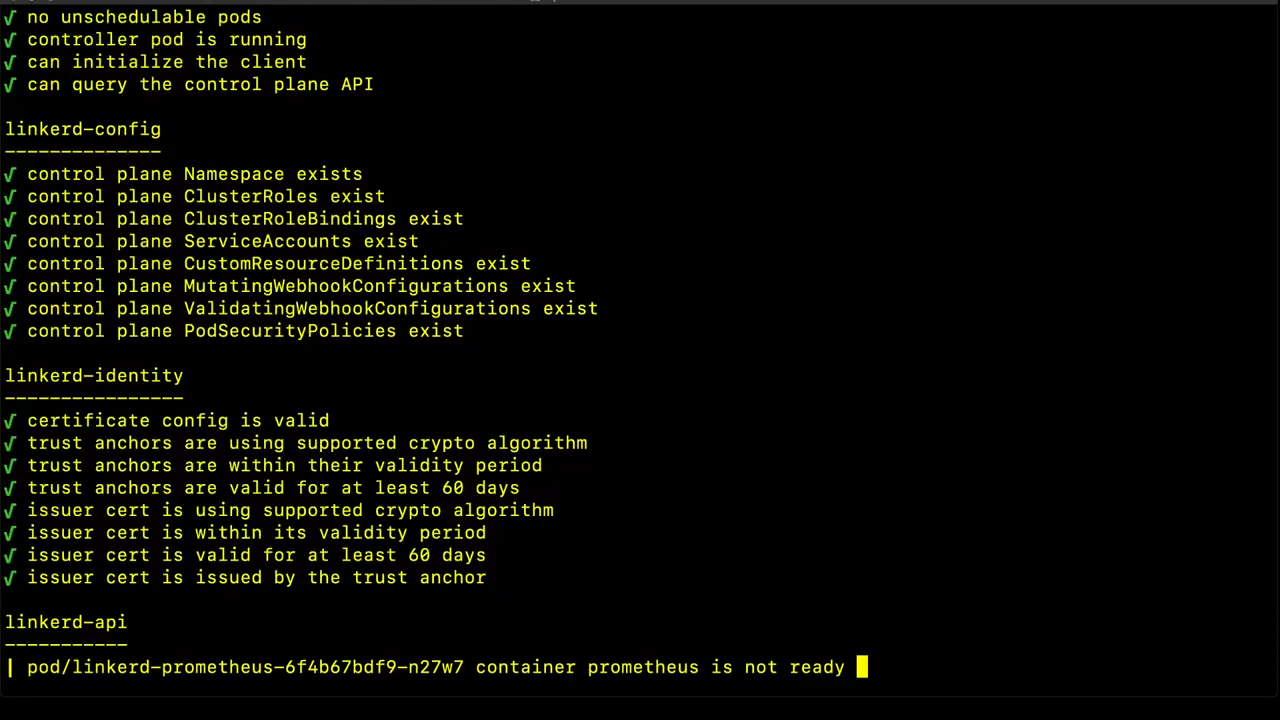 √ no unschedulable pods
√ controller pod is running
√ can initialize the client
√ can query the control plane API
linkerd-config
--------------
√ control plane Namespace exists
√ control plane ClusterRoles exist
√ control plane ClusterRoleBindings exist
√ control plane ServiceAccounts exist
√ control plane CustomResourceDefinitions exist
√ control plane MutatingWebhookConfigurations exist
√ control plane ValidatingWebhookConfigurations exist
√ control plane PodSecurityPolicies exist
linkerd-identity
----------------
√ certificate config is valid
√ trust anchors are using supported crypto algorithm
√ trust anchors are within their validity period
√ trust anchors are valid for at least 60 days
√ issuer cert is using supported crypto algorithm
√ issuer cert is within its validity period
√ issuer cert is valid for at least 60 days
√ issuer cert is issued by the trust anchor
linkerd-api
-----------
| pod/linkerd-prometheus-6f4b67bdf9-n27w7 container prometheus is not ready